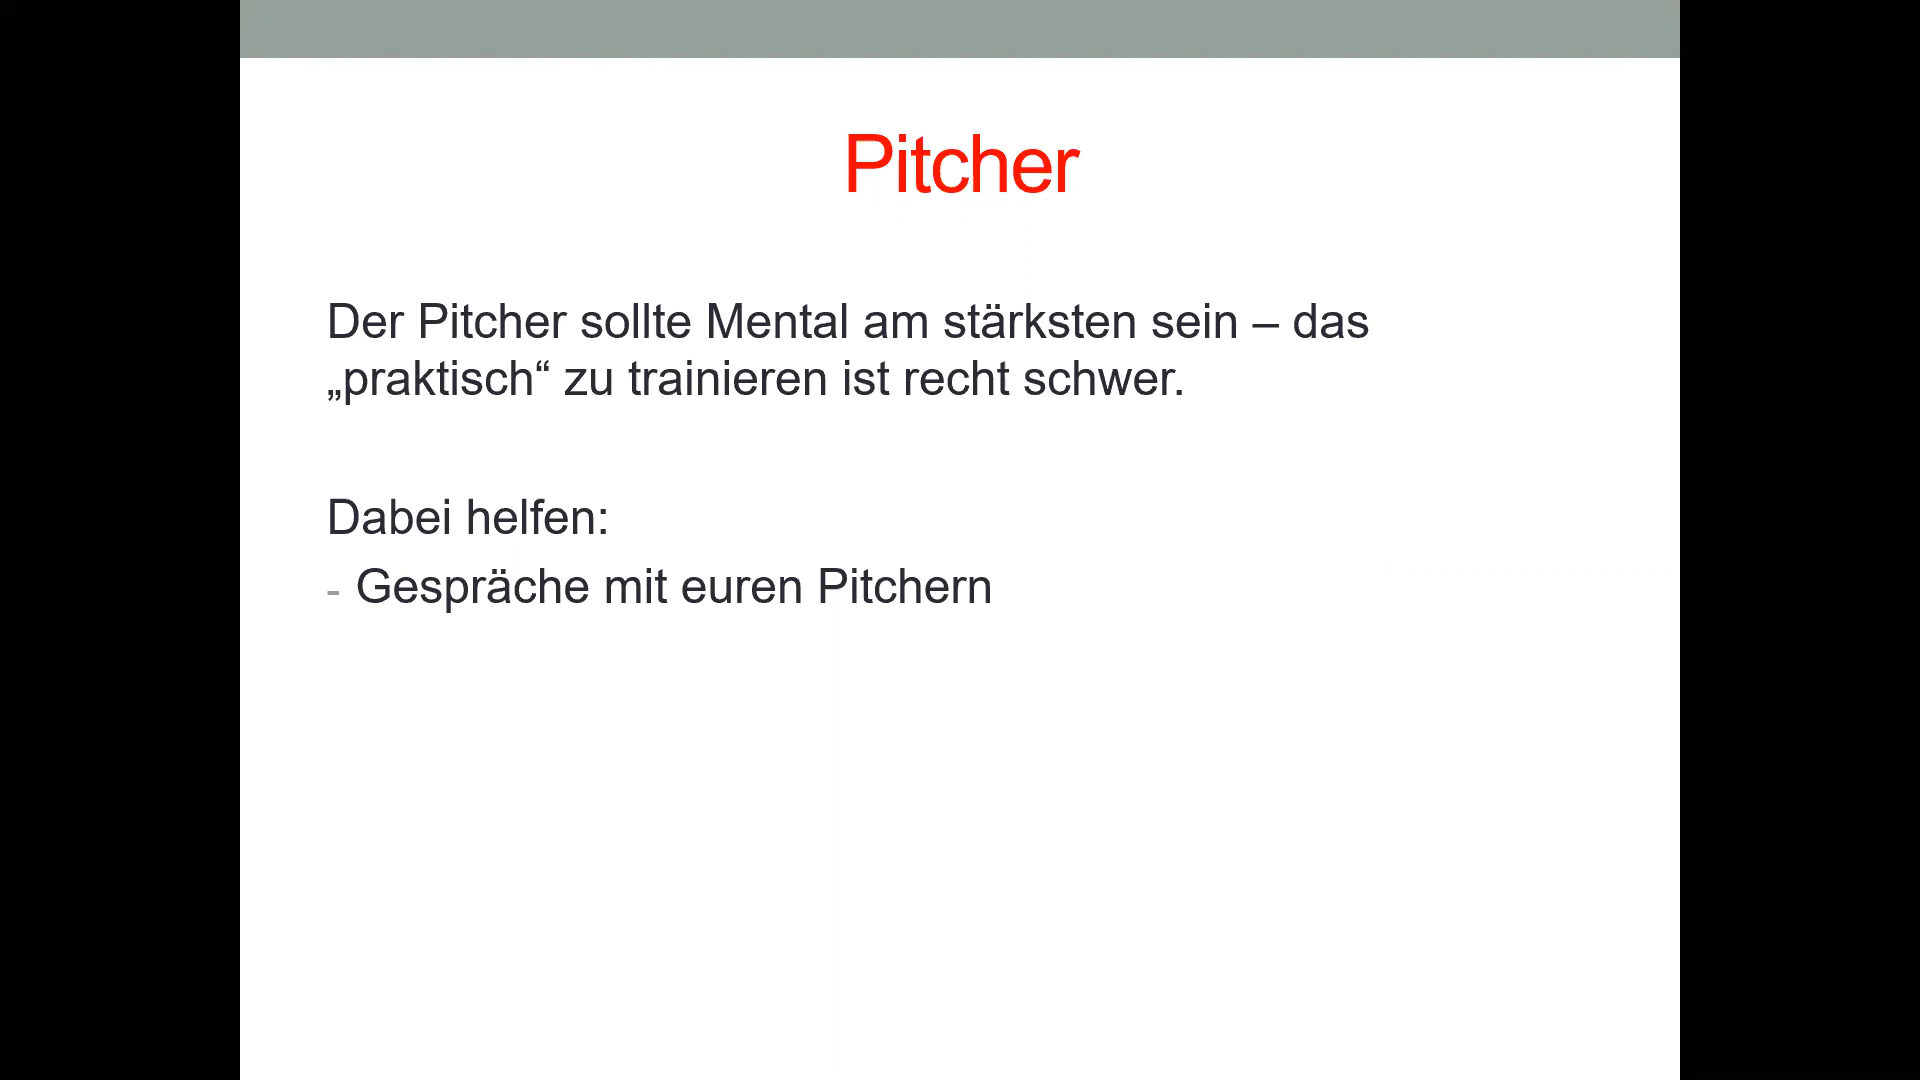 Pitcher
Der Pitcher sollte Mental am stärksten sein – das
„praktisch“ zu trainieren ist recht schwer.
Dabei helfen:
- Gespräche mit euren Pitchern